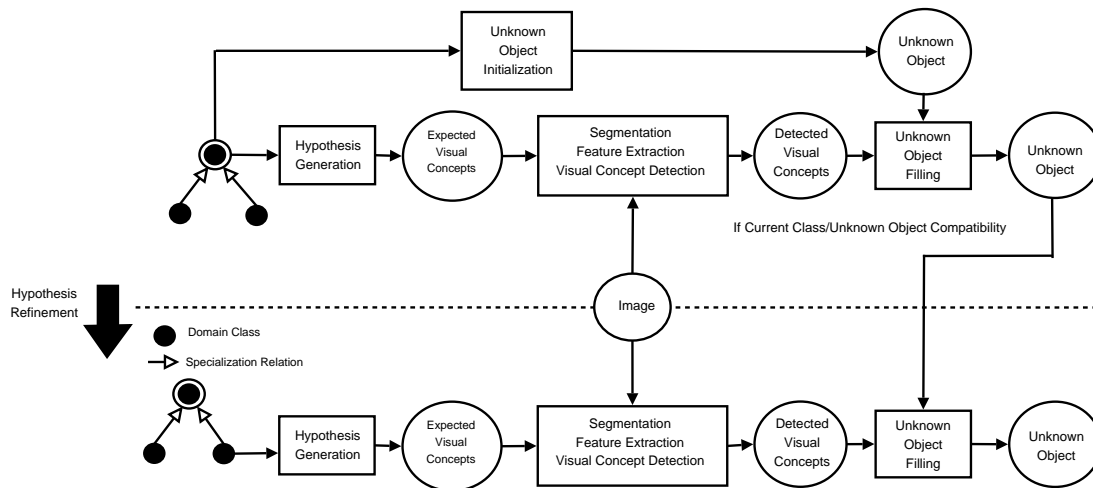 Unknown
Object
Initialization
Unknown
Object
Hypothesis
Generation
Expected
Visual
Concepts
Segmentation
Feature Extraction
Visual Concept Detection
Detected
Visual
Concepts
Unknown
Object
Filling
Unknown
Object
If Current Class/Unknown Object Compatibility
Hypothesis
Refinement
Image
Domain Class
Specialization Relation
Hypothesis
Generation
Expected
Visual
Concepts
Segmentation
Feature Extraction
Visual Concept Detection
Detected
Visual
Concepts
Unknown
Object
Filling
Unknown
Object